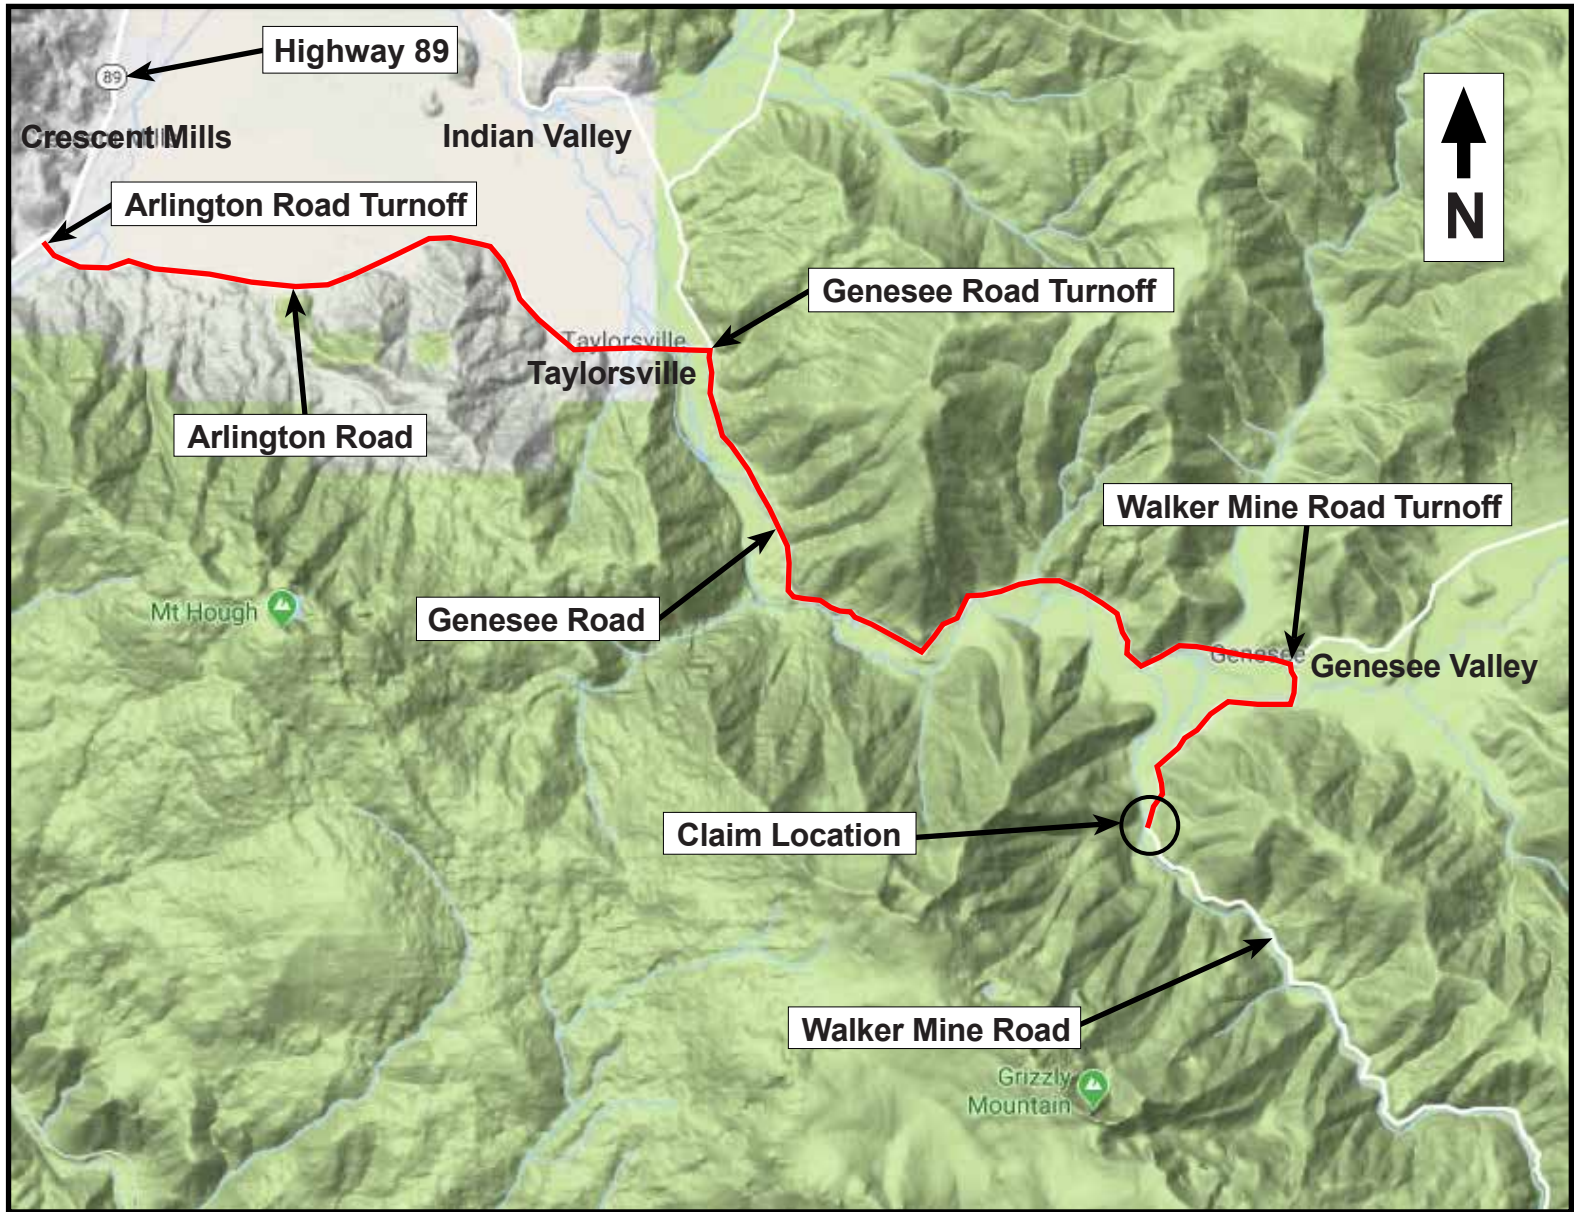 Highway 89
89
Crescent Mills
Indian Valley
N
Arlington Road Turnoff
Genesee Road Turnoff
Taylorsville
Taylorsville
Arlington Road
Walker Mine Road Turnoff
Mt Hough
Genesee Road
Genesee
Genesee Valley
Claim Location
Walker Mine Road
Grizzly
Mountain